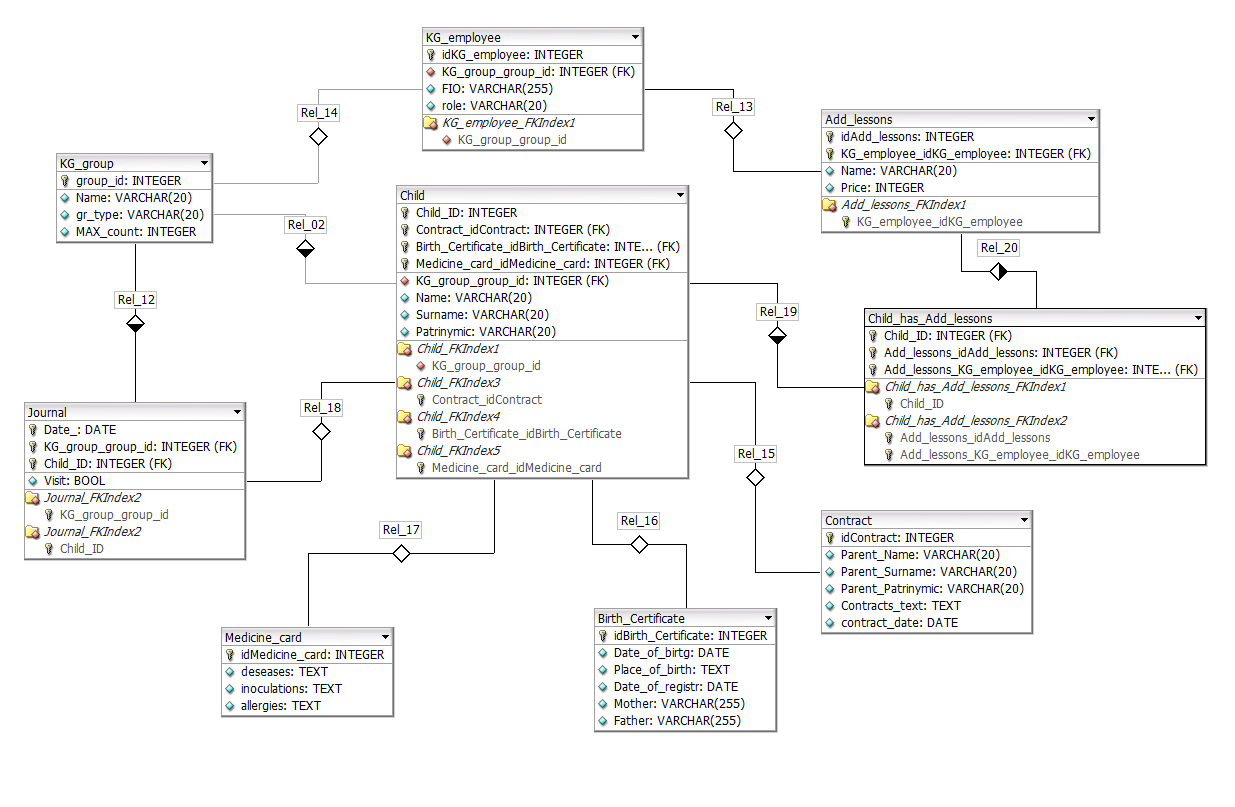 KG_employee
idKG_employee: INTEGER
KG_group_group_id: INTEGER (FK)
FIO: VARCHAR(255)
role: VARCHAR(20)
KG_employee_FKIndex1
KG_group_group_id
Rel_14
Rel_13
Add_lessons
idAdd_lessons: INTEGER
KG_employee_idKG_employee: INTEGER (FK)
Name: VARCHAR(20)
Price: INTEGER
Add_lessons_FKIndex1
KG_employee_idKG_employee
KG_group
group_id: INTEGER
Name: VARCHAR(20)
gr_type: VARCHAR(20)
MAX_count: INTEGER
Rel_02
Child
Child_ID: INTEGER
Contract_idContract: INTEGER (FK)
Birth_Certificate_idBirth_Certificate: INTE... (FK)
Medicine_card_idMedicine_card: INTEGER (FK)
KG_group_group_id: INTEGER (FK)
Name: VARCHAR(20)
Surname: VARCHAR(20)
Patrinymic: VARCHAR(20)
Child_FKIndex1
KG_group_group_id
Child_FKIndex3
Contract_idContract
Child_FKIndex4
Birth_Certificate_idBirth_Certificate
Child_FKIndex5
Medicine_card_idMedicine_card
Rel_20
Rel_12
Rel_19
Child_has_Add_lessons
Child_ID: INTEGER (FK)
Add_lessons_idAdd_lessons: INTEGER (FK)
Add_lessons_KG_employee_idKG_employee: INTE... (FK)
Child_has_Add_lessons_FKIndex1
Child_ID
Child_has_Add_lessons_FKIndex2
Add_lessons_idAdd_lessons
Add_lessons_KG_employee_idKG_employee
Journal
Date_: DATE
KG_group_group_id: INTEGER (FK)
Child_ID: INTEGER (FK)
Visit: BOOL
Journal_FKIndex2
KG_group_group_id
Journal_FKIndex2
Child_ID
Rel_18
Rel_15
Rel_17
Rel_16
Contract
idContract: INTEGER
Parent_Name: VARCHAR(20)
Parent_Surname: VARCHAR(20)
Parent_Patrinymic: VARCHAR(20)
Contracts_text: TEXT
contract_date: DATE
Medicine_card
idMedicine_card: INTEGER
deseases: TEXT
inoculations: TEXT
allergies: TEXT
Birth_Certificate
idBirth_Certificate: INTEGER
Date_of_birtg: DATE
Place_of_birth: TEXT
Date_of_registr: DATE
Mother: VARCHAR(255)
Father: VARCHAR(255)